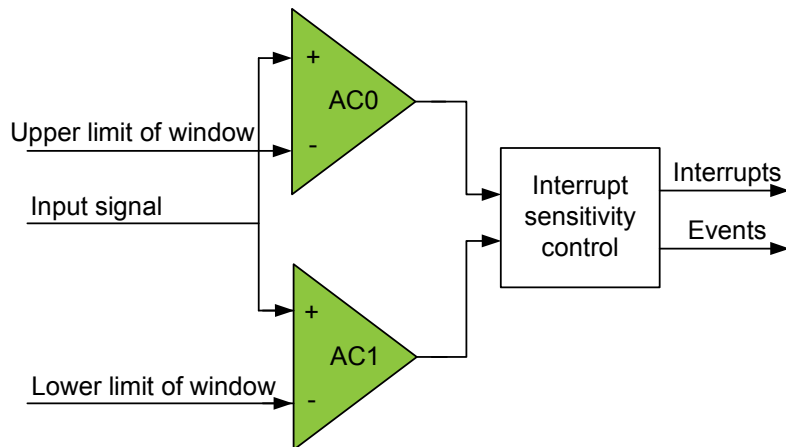 +
AC0
-
Upper limit of window
Input signal
Interrupt
sensitivity
control
Interrupts
Events
+
AC1
-
Lower limit of window